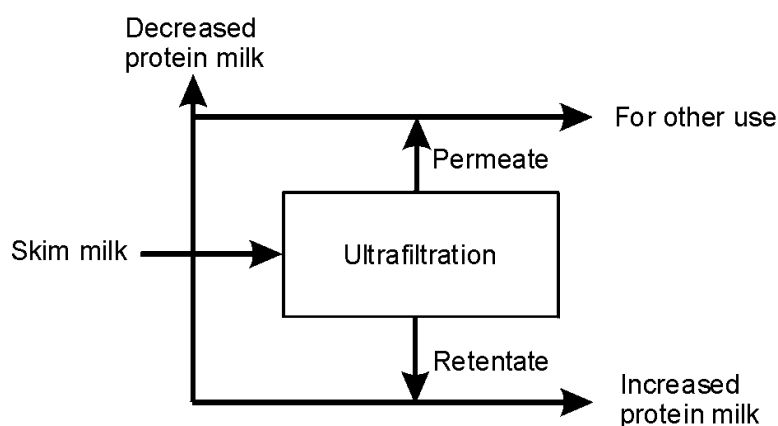 Decreased
protein milk
For other use
Permeate
Skim milk
Ultrafiltration
Retentate
Increased
protein milk